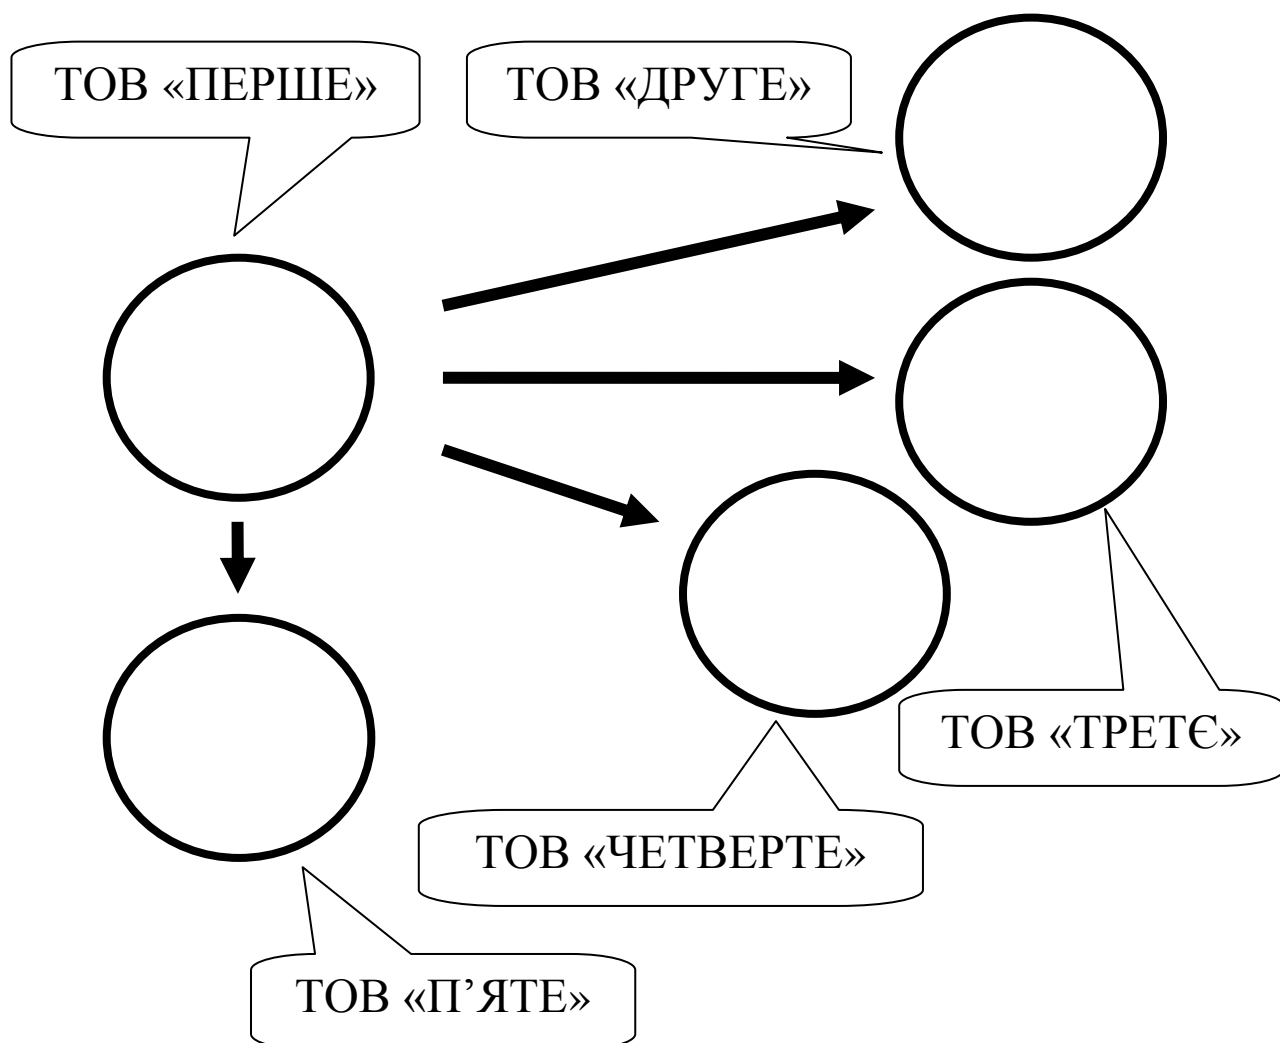 ТОВ «ПЕРШЕ»
ТОВ «ДРУГЕ»
ТОВ «ТРЕТЄ»
ТОВ «ЧЕТВЕРТЕ»
ТОВ «П’ЯТЕ»